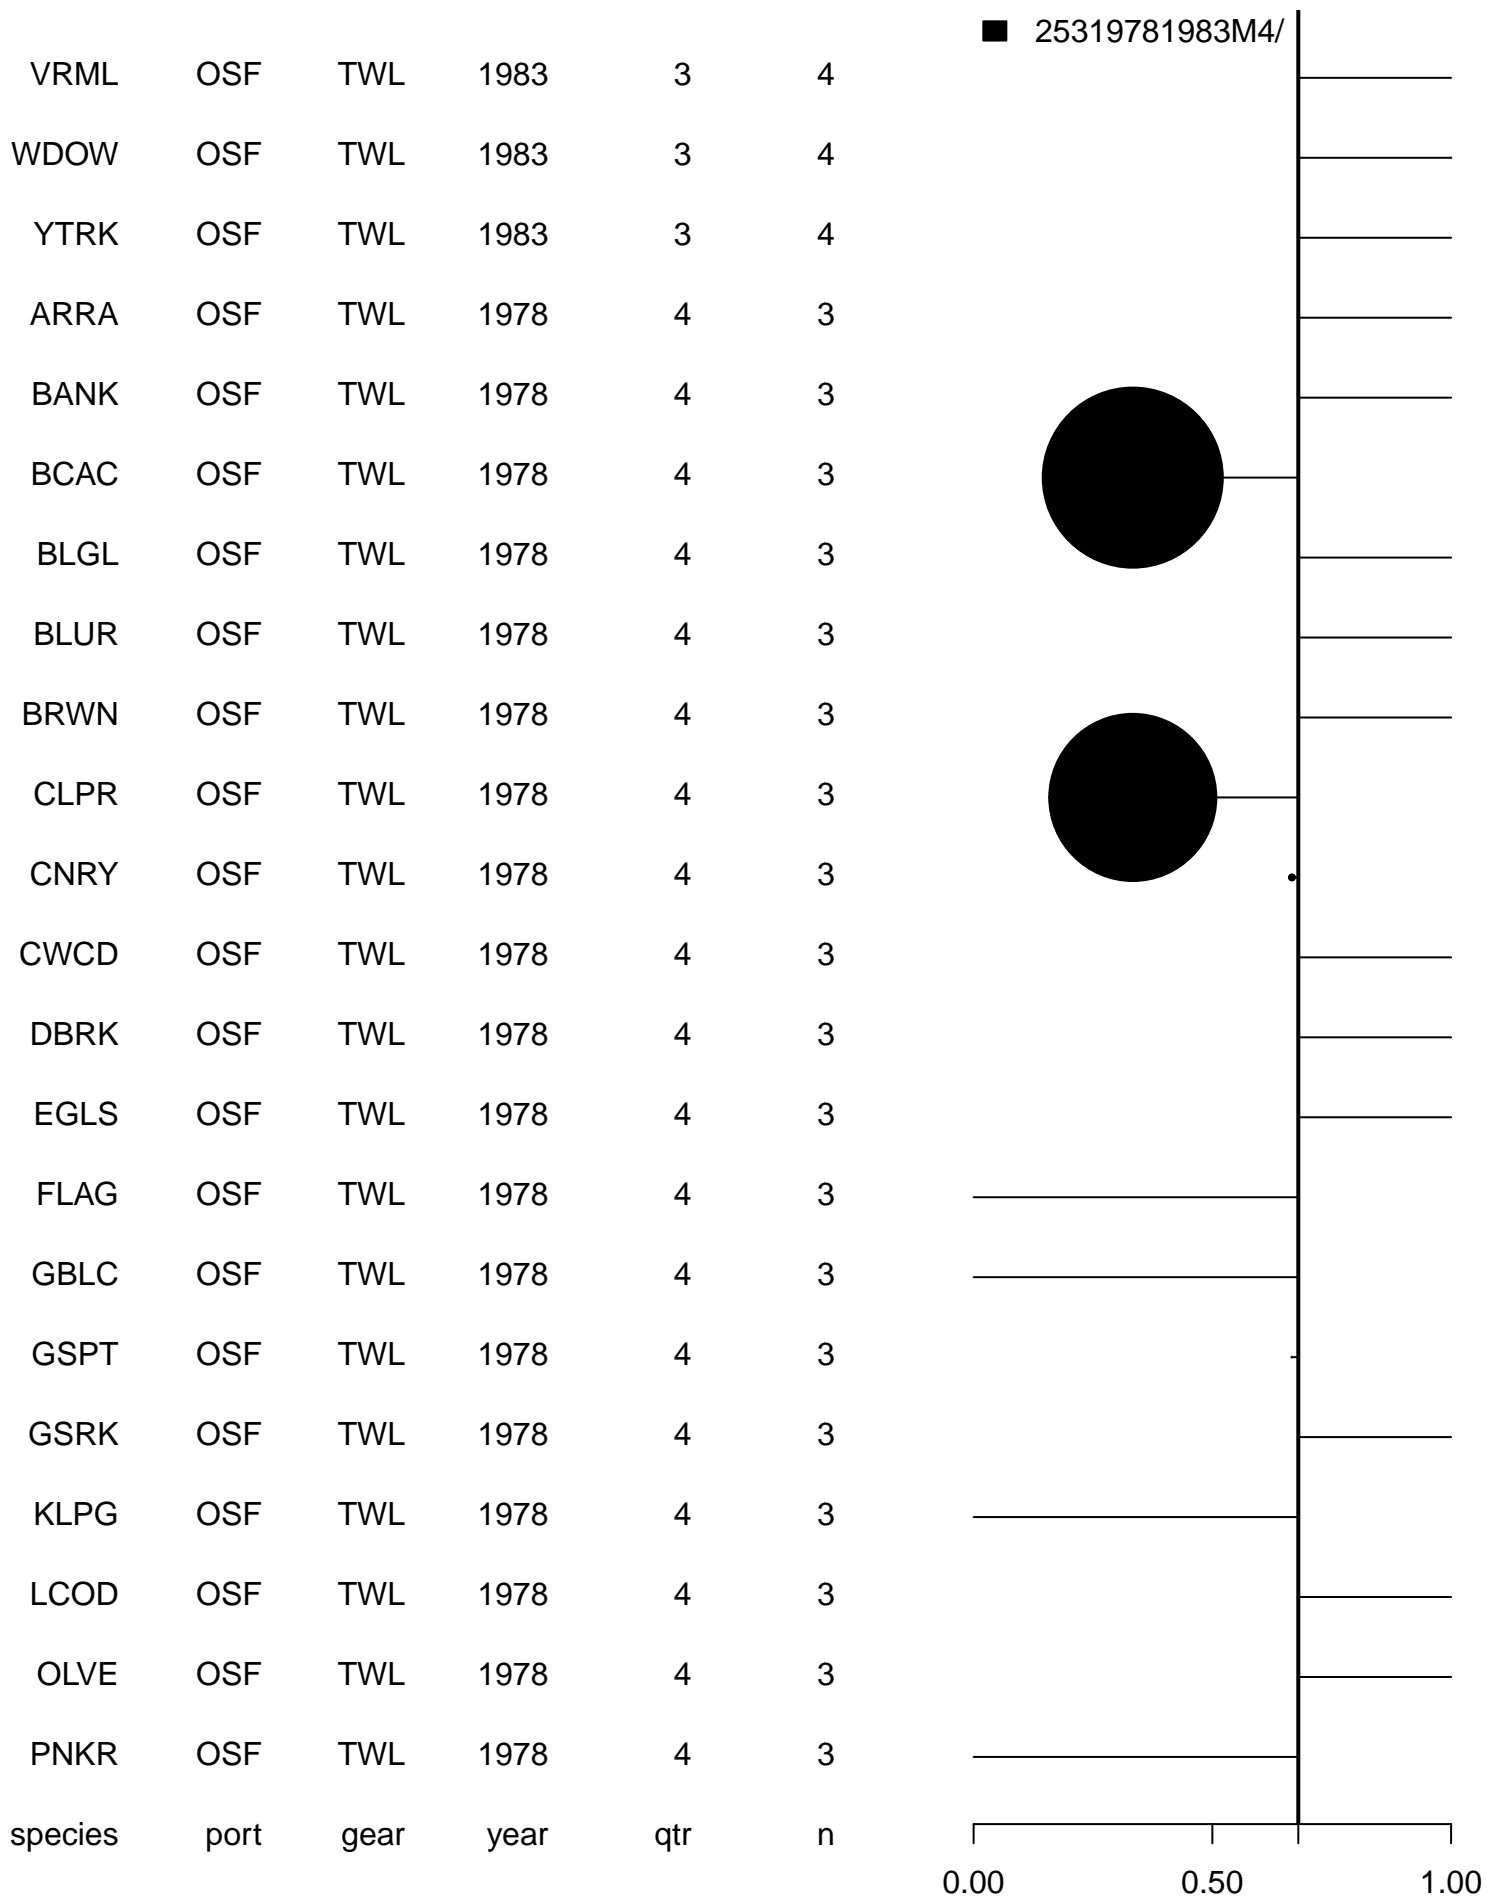 25319781983M4/
VRML OSF TWL 1983 3 4
WDOW OSF TWL 1983 3 4
YTRK OSF TWL 1983 3 4
ARRA OSF TWL 1978 4 3
BANK OSF TWL 1978 4 3
BCAC OSF TWL 1978 4 3
BLGL OSF TWL 1978 4 3
BLUR OSF TWL 1978 4 3
BRWN OSF TWL 1978 4 3
CLPR OSF TWL 1978 4 3
CNRY OSF TWL 1978 4 3
CWCD OSF TWL 1978 4 3
DBRK OSF TWL 1978 4 3
EGLS OSF TWL 1978 4 3
FLAG OSF TWL 1978 4 3
GBLC OSF TWL 1978 4 3
GSPT OSF TWL 1978 4 3
GSRK OSF TWL 1978 4 3
KLPG OSF TWL 1978 4 3
LCOD OSF TWL 1978 4 3
OLVE OSF TWL 1978 4 3
PNKR OSF TWL 1978 4 3
species port gear year qtr n
0.00 0.50 1.00